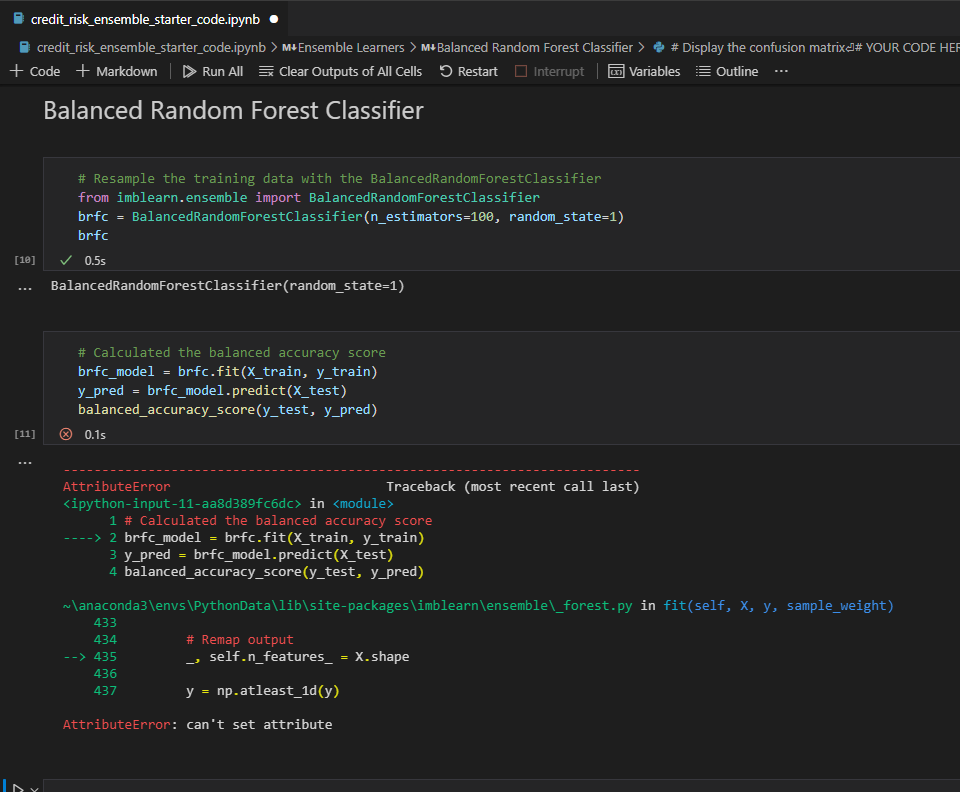 credit_risk_ensemble_starter_code.ipynb ●
credit_risk_ensemble_starter_code.ipynb > M↓Ensemble Learners > M↓Balanced Random Forest Classifier > # Display the confusion matrix⏎# YOUR CODE HER
+ Code + Markdown | Run All Clear Outputs of All Cells Restart Interrupt | Variables Outline ...
Balanced Random Forest Classifier
# Resample the training data with the BalancedRandomForestClassifier
from imblearn.ensemble import BalancedRandomForestClassifier
brfc = BalancedRandomForestClassifier(n_estimators=100, random_state=1)
brfc
[10] ✓ 0.5s
... BalancedRandomForestClassifier(random_state=1)
# Calculated the balanced accuracy score
brfc_model = brfc.fit(X_train, y_train)
y_pred = brfc_model.predict(X_test)
balanced_accuracy_score(y_test, y_pred)
[11] ⊗ 0.1s
...
---------------------------------------------------------------------------
AttributeError                            Traceback (most recent call last)
<ipython-input-11-aa8d389fc6dc> in <module>
      1 # Calculated the balanced accuracy score
----> 2 brfc_model = brfc.fit(X_train, y_train)
      3 y_pred = brfc_model.predict(X_test)
      4 balanced_accuracy_score(y_test, y_pred)
~\anaconda3\envs\PythonData\lib\site-packages\imblearn\ensemble\_forest.py in fit(self, X, y, sample_weight)
    433
    434         # Remap output
--> 435         _, self.n_features_ = X.shape
    436
    437         y = np.atleast_1d(y)
AttributeError: can't set attribute